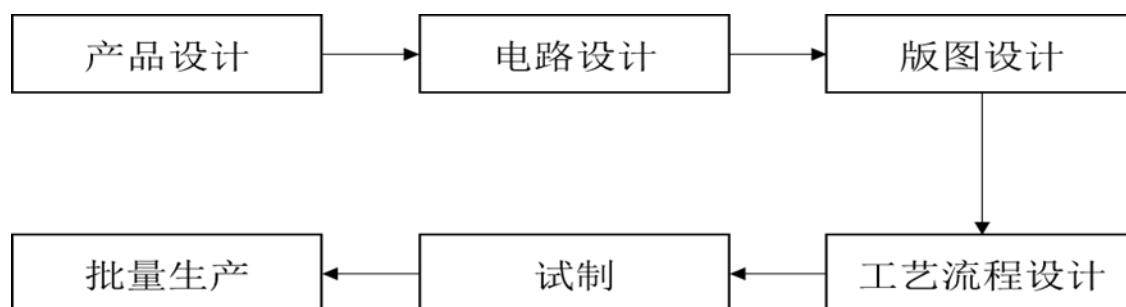 产品设计
电路设计
版图设计
工艺流程设计
试制
批量生产